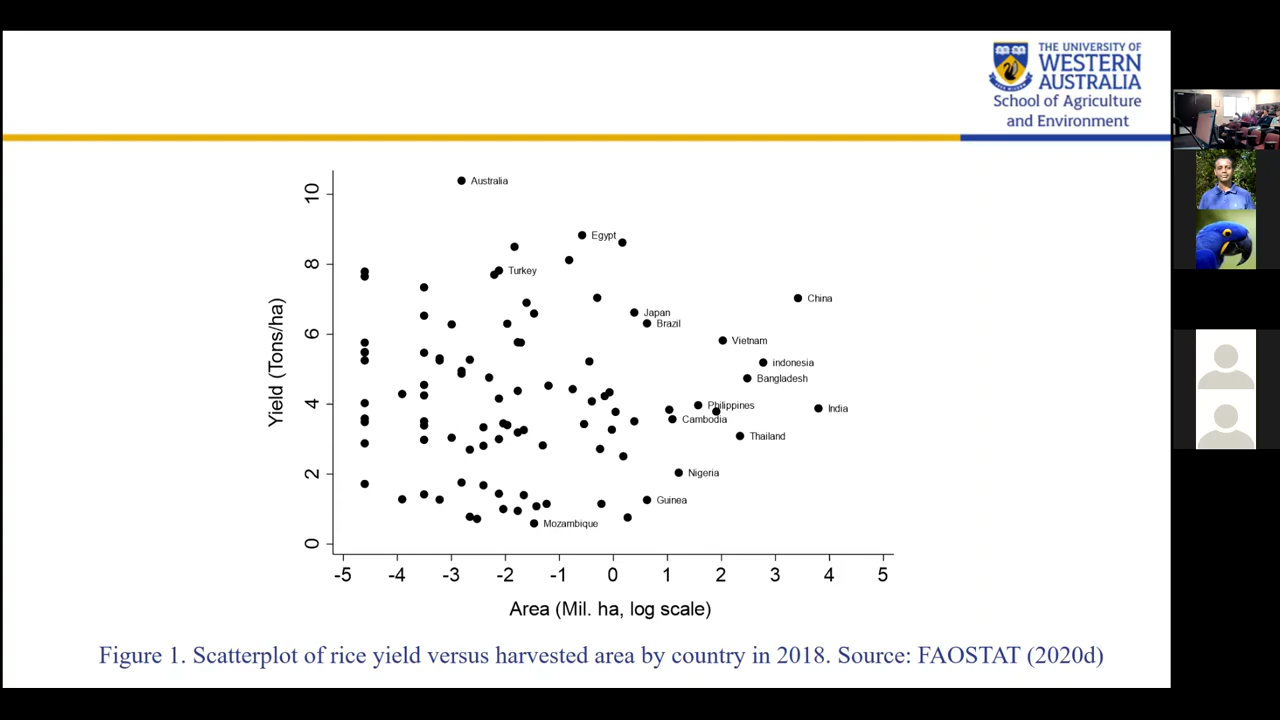 THE UNIVERSITY OF
WESTERN
AUSTRALIA
School of Agriculture
and Environment
10
8
6
4
2
0
Yield (Tons/ha)
Australia
Egypt
Turkey
China
Japan
Brazil
Vietnam
indonesia
Bangladesh
Philippines
India
Cambodia
Thailand
Nigeria
Guinea
Mozambique
-5 -4 -3 -2 -1 0 1 2 3 4 5
Area (Mil. ha, log scale)
Figure 1. Scatterplot of rice yield versus harvested area by country in 2018. Source: FAOSTAT (2020d)